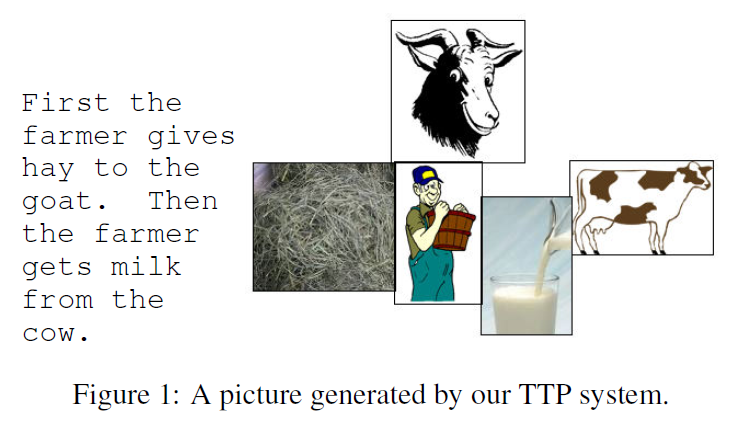 First the
farmer gives
hay to the
goat.  Then
the farmer
gets milk
from the
cow.
Figure 1: A picture generated by our TTP system.